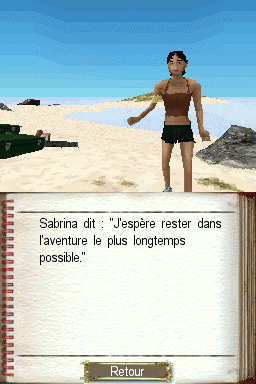 Sabrina dit : "J'espère rester dans
l'aventure le plus longtemps
possible."
Retour